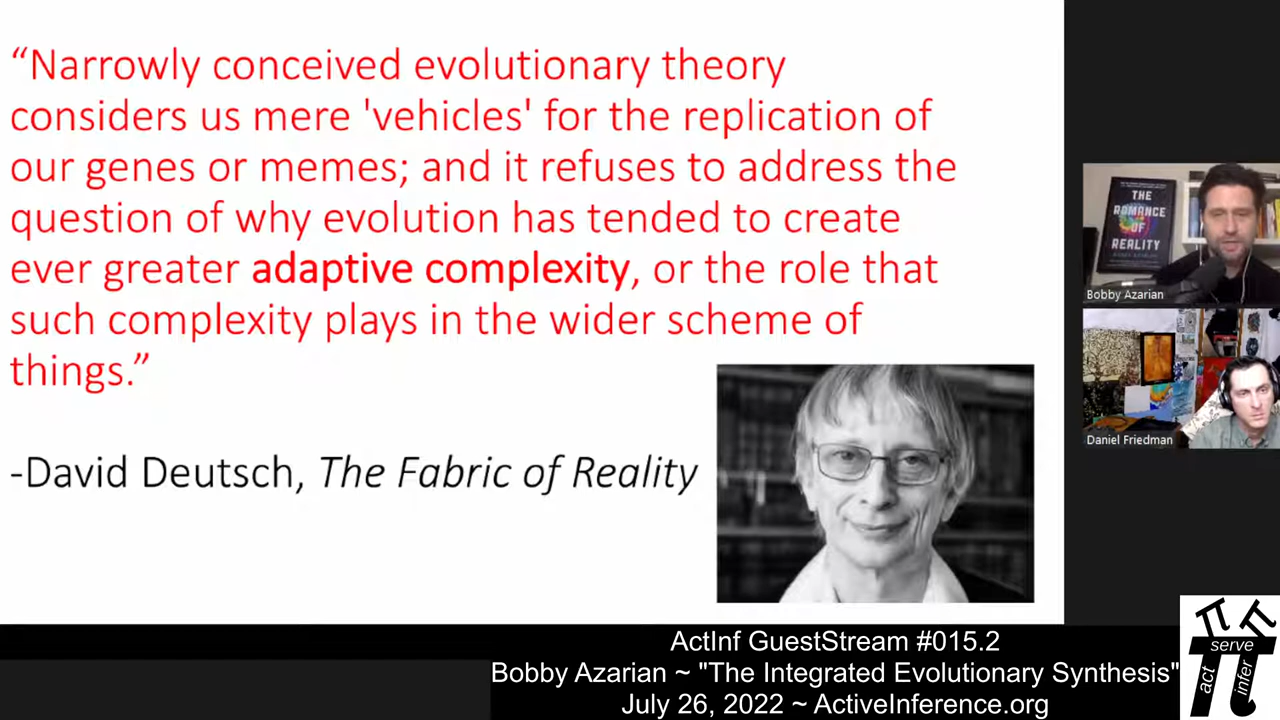 “Narrowly conceived evolutionary theory
considers us mere 'vehicles' for the replication of
our genes or memes; and it refuses to address the
question of why evolution has tended to create
ever greater adaptive complexity, or the role that
such complexity plays in the wider scheme of
things.”
-David Deutsch, The Fabric of Reality
THE
ROMANCE
OF
REALITY
Bobby Azarian
Daniel Friedman
ActInf GuestStream #015.2
Bobby Azarian ~ "The Integrated Evolutionary Synthesis"
July 26, 2022 ~ ActiveInference.org
π π
serve
act
infer